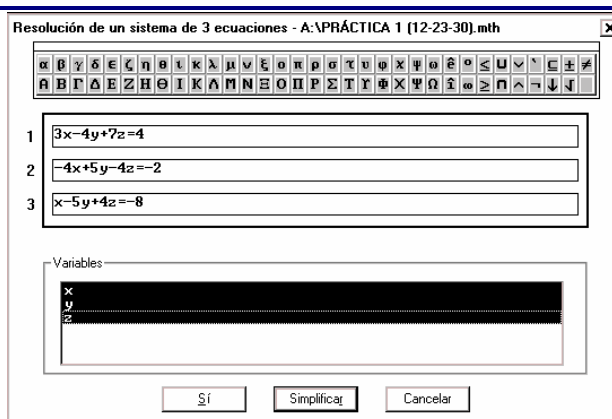 Resolución de un sistema de 3 ecuaciones - A:\PRÁCTICA 1 (12-23-30).mth
α β γ δ ε ζ η θ ι κ λ μ ν ξ ο π ρ σ τ υ φ χ ψ ω ê º ≤ ∪ ∨ ` ⊆ ± ≠
Α Β Γ Δ Ε Ζ Η Θ Ι Κ Λ Μ Ν Ξ Ο Π Ρ Σ Τ Υ Φ Χ Ψ Ω î ∞ ≥ ∩ ∧ ¬ ↓ √
1 3x-4y+7z=4
2 -4x+5y-4z=-2
3 x-5y+4z=-8
Variables
x
y
z
Sí Simplificar Cancelar